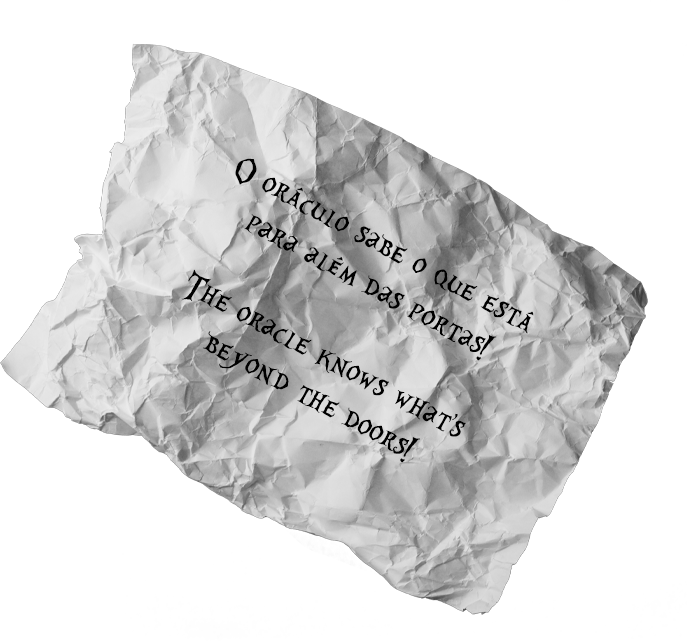 O oráculo sabe o que está
para além das portas!
The oracle knows what's
beyond the doors!